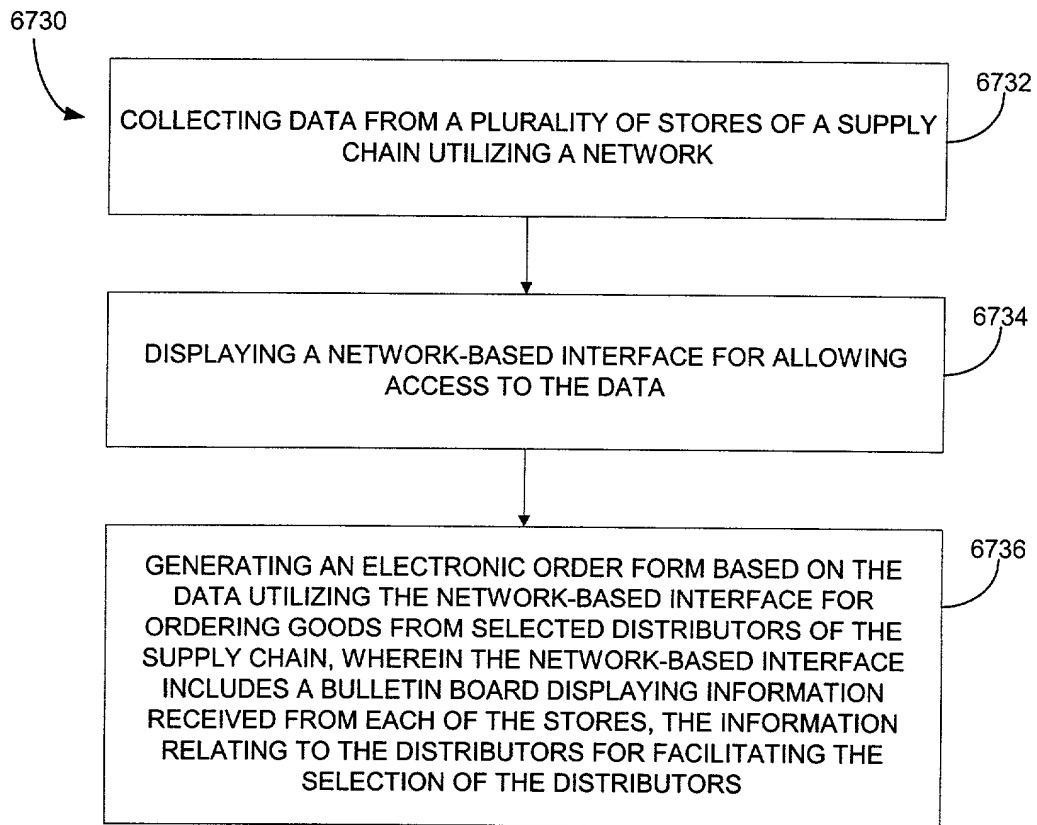 6730
6732
COLLECTING DATA FROM A PLURALITY OF STORES OF A SUPPLY
CHAIN UTILIZING A NETWORK
6734
DISPLAYING A NETWORK-BASED INTERFACE FOR ALLOWING
ACCESS TO THE DATA
6736
GENERATING AN ELECTRONIC ORDER FORM BASED ON THE
DATA UTILIZING THE NETWORK-BASED INTERFACE FOR
ORDERING GOODS FROM SELECTED DISTRIBUTORS OF THE
SUPPLY CHAIN, WHEREIN THE NETWORK-BASED INTERFACE
INCLUDES A BULLETIN BOARD DISPLAYING INFORMATION
RECEIVED FROM EACH OF THE STORES, THE INFORMATION
RELATING TO THE DISTRIBUTORS FOR FACILITATING THE
SELECTION OF THE DISTRIBUTORS